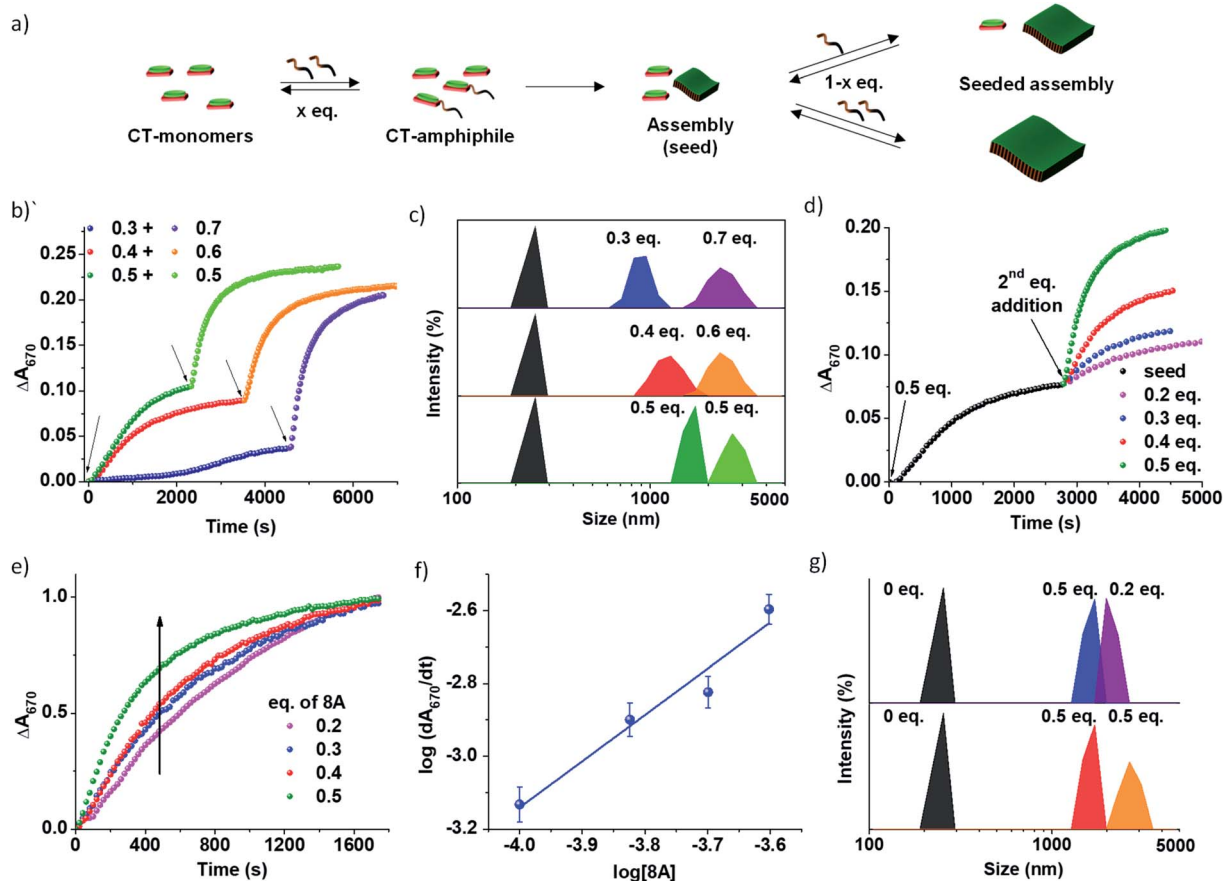 a)
x eq.
1-x eq.
CT-monomers
CT-amphiphile
Assembly
(seed)
Seeded assembly
b)`
0.3 + 0.7
0.4 + 0.6
0.5 + 0.5
0.25
0.20
0.15
0.10
0.05
0.00
ΔA670
0 2000 4000 6000
Time (s)
c)
0.3 eq. 0.7 eq.
0.4 eq. 0.6 eq.
0.5 eq. 0.5 eq.
Intensity (%)
100 1000 5000
Size (nm)
d)
0.20
0.15
0.10
0.05
0.00
ΔA670
2nd eq.
addition
0.5 eq.
seed
0.2 eq.
0.3 eq.
0.4 eq.
0.5 eq.
0 1000 2000 3000 4000 5000
Time (s)
e)
1.0
0.5
0.0
ΔA670
eq. of 8A
0.2
0.3
0.4
0.5
0 400 800 1200 1600
Time (s)
f)
-2.6
-2.8
-3.0
-3.2
log (dA670/dt)
-4.0 -3.9 -3.8 -3.7 -3.6
log[8A]
g)
0 eq. 0.5 eq. 0.2 eq.
0 eq. 0.5 eq. 0.5 eq.
Intensity (%)
100 1000 5000
Size (nm)